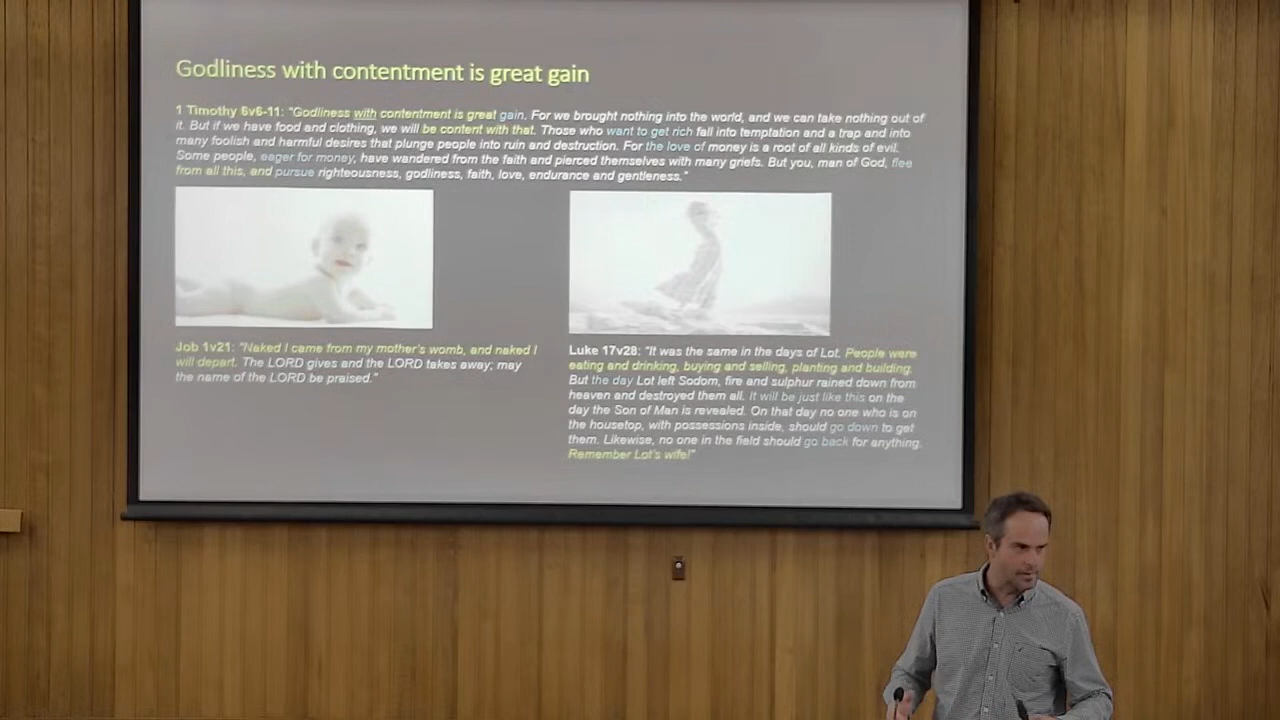 Godliness with contentment is great gain
1 Timothy 6v6-11: "Godliness with contentment is great gain. For we brought nothing into the world, and we can take nothing out of
it. But if we have food and clothing, we will be content with that. Those who want to get rich fall into temptation and a trap and into
many foolish and harmful desires that plunge people into ruin and destruction. For the love of money is a root of all kinds of evil.
Some people, eager for money, have wandered from the faith and pierced themselves with many griefs. But you, man of God, flee
from all this, and pursue righteousness, godliness, faith, love, endurance and gentleness."
Job 1v21: "Naked I came from my mother's womb, and naked I
will depart. The LORD gives and the LORD takes away; may
the name of the LORD be praised."
Luke 17v28: "It was the same in the days of Lot. People were
eating and drinking, buying and selling, planting and building.
But the day Lot left Sodom, fire and sulphur rained down from
heaven and destroyed them all. It will be just like this on the
day the Son of Man is revealed. On that day no one who is on
the housetop, with possessions inside, should go down to get
them. Likewise, no one in the field should go back for anything.
Remember Lot's wife!"